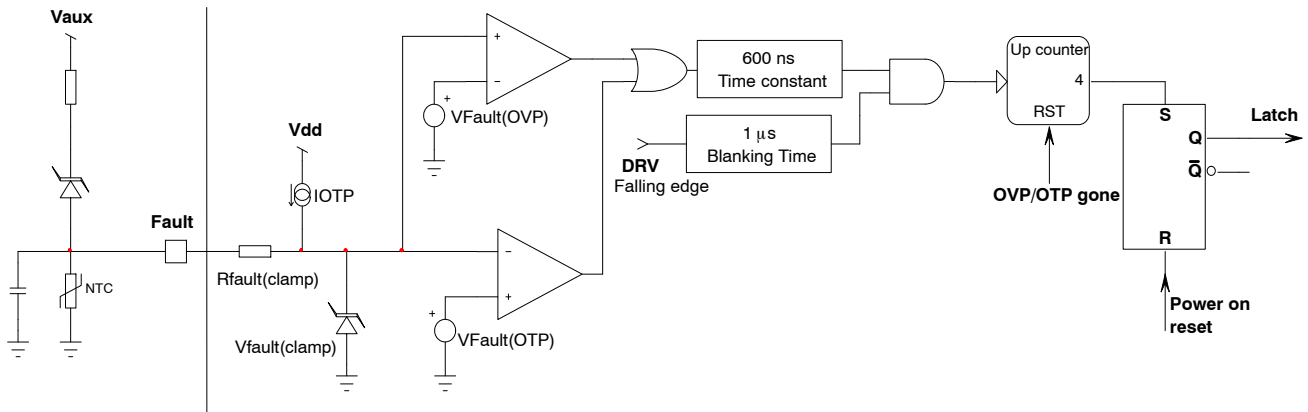 Vaux
Fault
NTC
Rfault(clamp)
Vdd
IOTP
Vfault(clamp)
+
−
+
VFault(OVP)
−
+
+
VFault(OTP)
600 ns
Time constant
1 μs
Blanking Time
DRV
Falling edge
Up counter
4
RST
OVP/OTP gone
S
Q
Q̅
R
Latch
Power on
reset